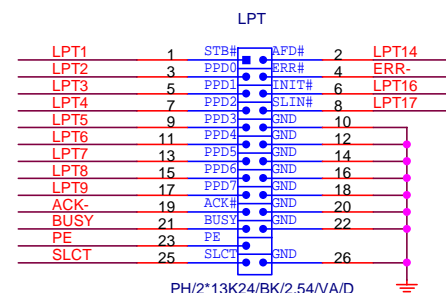 LPT
LPT1 1 STB# AFD# 2 LPT14
LPT2 3 PPD0 ERR# 4 ERR-
LPT3 5 PPD1 INIT# 6 LPT16
LPT4 7 PPD2 SLIN# 8 LPT17
LPT5 9 PPD3 GND 10
LPT6 11 PPD4 GND 12
LPT7 13 PPD5 GND 14
LPT8 15 PPD6 GND 16
LPT9 17 PPD7 GND 18
ACK- 19 ACK# GND 20
BUSY 21 BUSY GND 22
PE 23 PE
SLCT 25 SLCT GND 26
PH/2*13K24/BK/2.54/VA/D